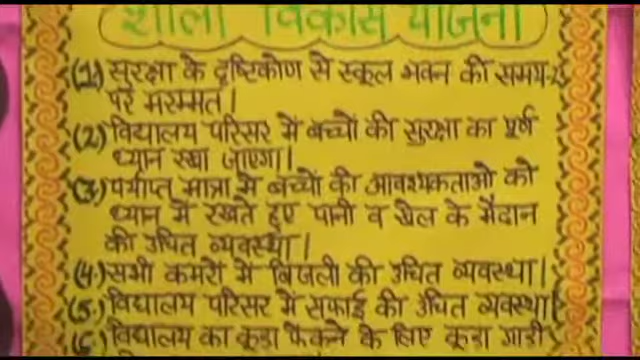 शाला विकास योजना
(1) सुरक्षा के दृष्टिकोण से स्कूल भवन की समय-2
पर मरम्मत।
(2) विद्यालय परिसर में बच्चों की सुरक्षा का पूर्ण
ध्यान रखा जाएगा।
(3) पर्याप्त मात्रा में बच्चों की आवश्यकताओ को
ध्यान में रखते हुए पानी व खेल के मैदान
की उचित व्यवस्था।
(4) सभी कमरों में बिजली की उचित व्यवस्था।
(5) विद्यालय परिसर में सफाई की उचित व्यवस्था।
(6) विद्यालय का कूड़ा फेंकने के लिए कूडा गाड़ी